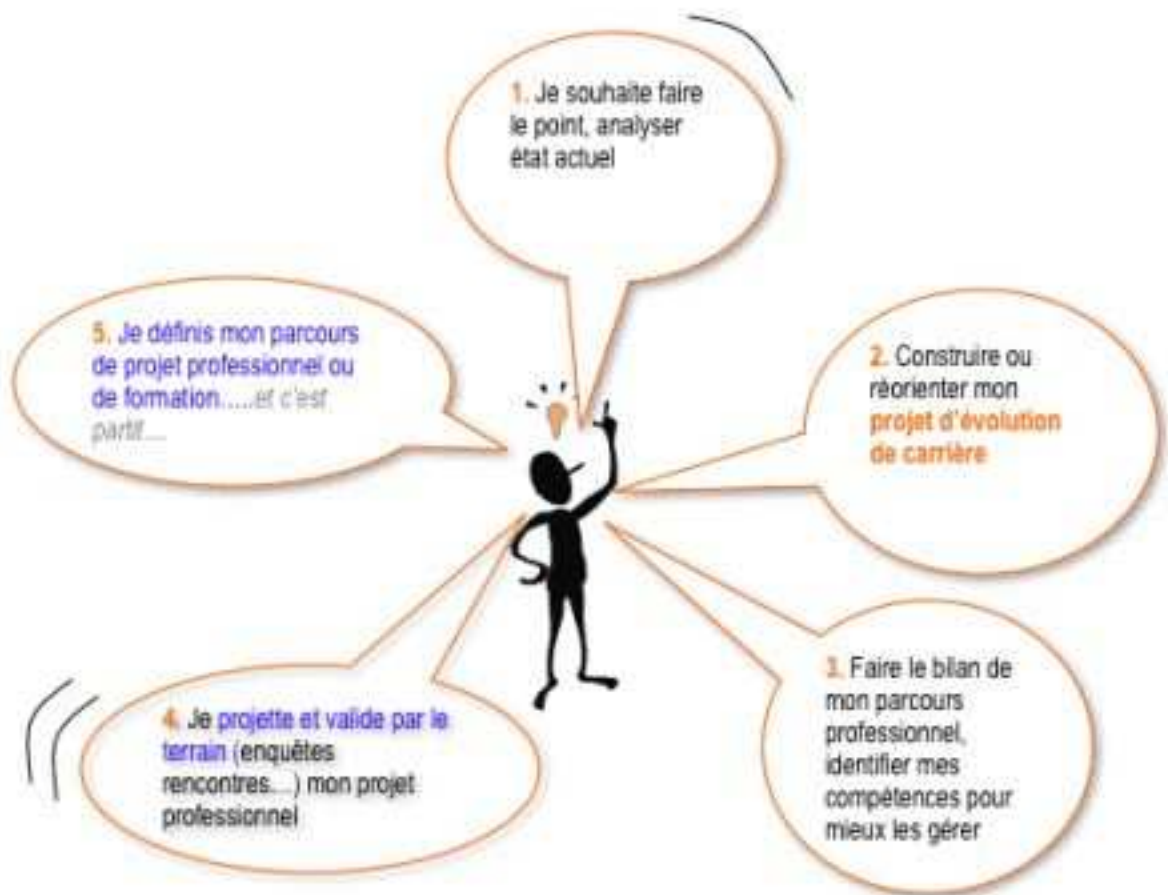 1. Je souhaite faire
le point, analyser
état actuel
2. Construire ou
réorienter mon
projet d'évolution
de carrière
3. Faire le bilan de
mon parcours
professionnel,
identifier mes
compétences pour
mieux les gérer
4. Je projette et valide par le
terrain (enquêtes
rencontres...) mon projet
professionnel
5. Je définis mon parcours
de projet professionnel ou
de formation.....et c'est
partif....